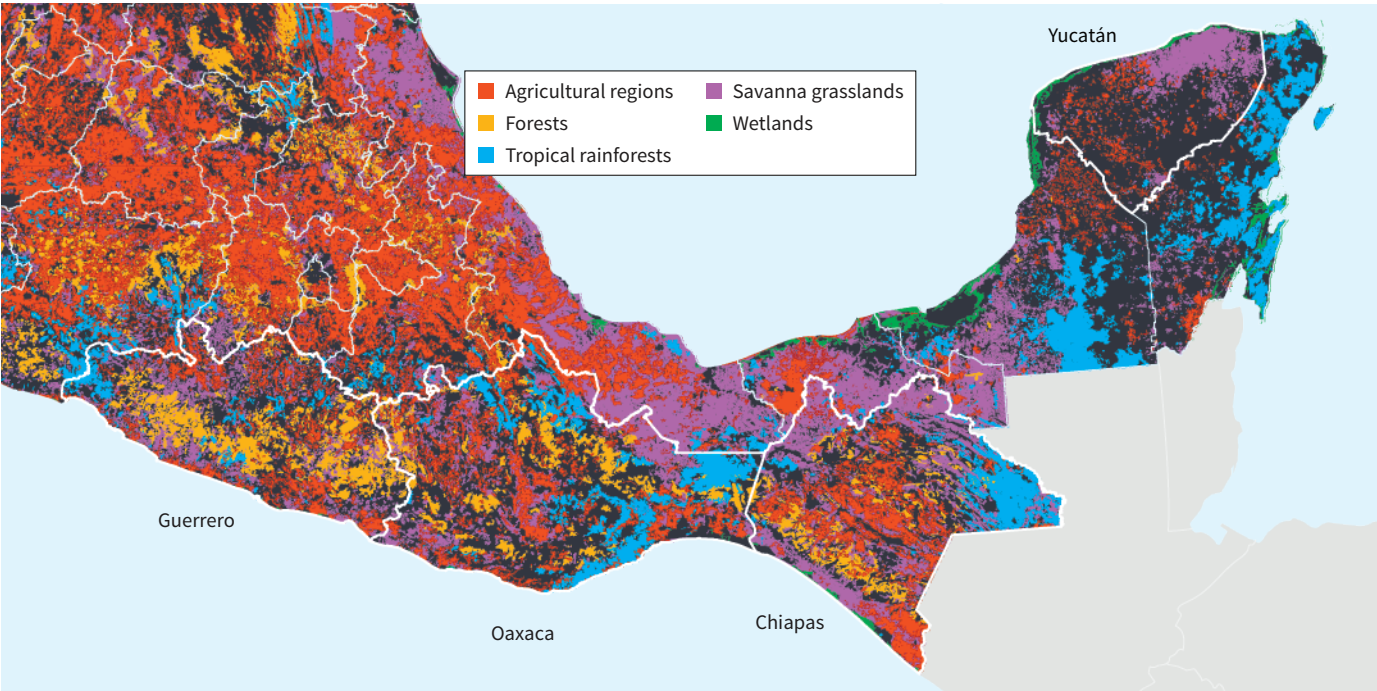 Yucatán
Agricultural regions
Savanna grasslands
Forests
Wetlands
Tropical rainforests
Guerrero
Oaxaca
Chiapas